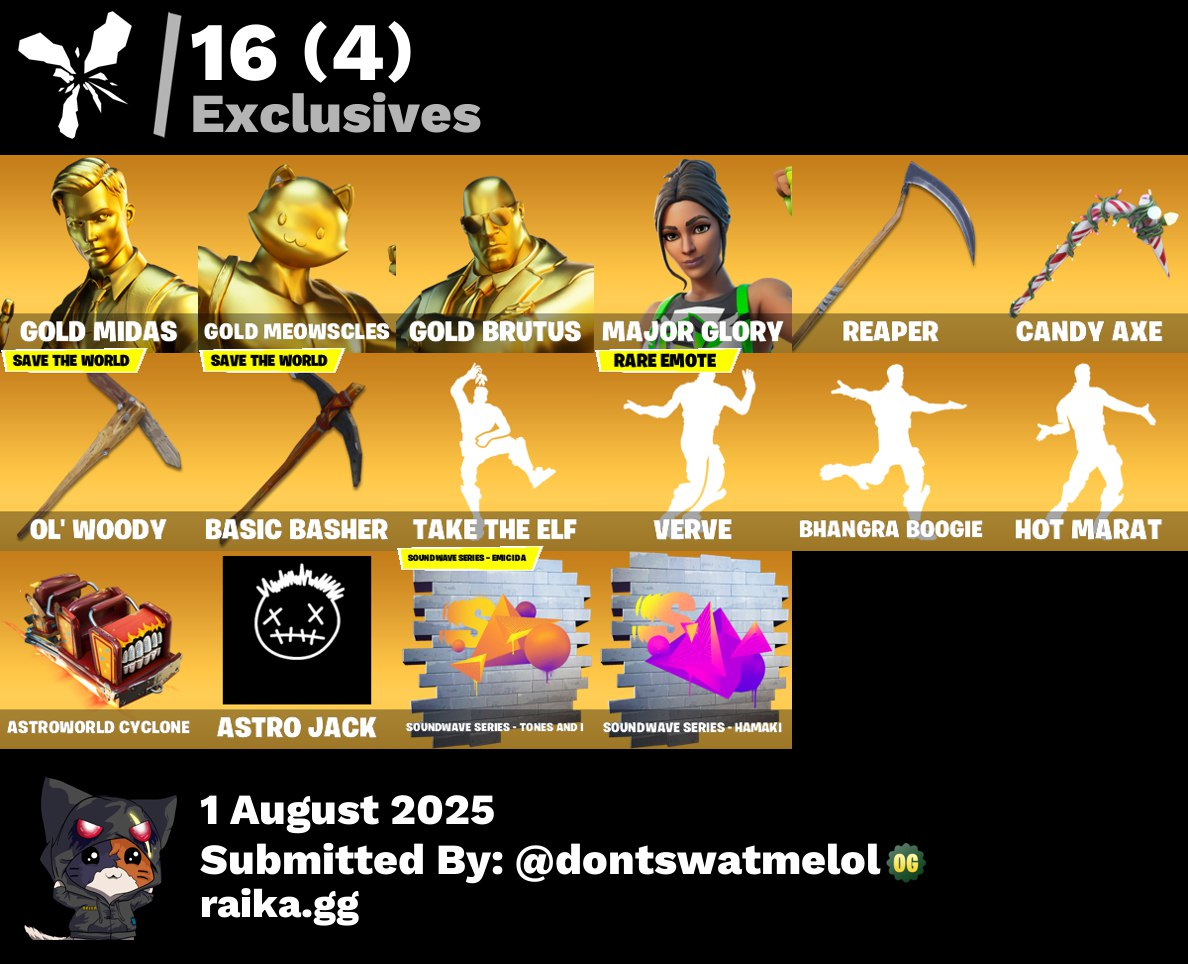 16 (4)
Exclusives
GOLD MIDAS
GOLD MEOWSCLES
GOLD BRUTUS
MAJOR GLORY
REAPER
CANDY AXE
SAVE THE WORLD
OL' WOODY
SAVE THE WORLD
BASIC BASHER
TAKE THE ELF
RARE EMOTE
VERVE
BHANGRA BOOGIE
HOT MARAT
ASTROWORLD CYCLONE
ASTRO JACK
SOUNDWAVE SERIES - EMICIDA
SOUNDWAVE SERIES - TONES AND I
SOUNDWAVE SERIES - HAMAKI
1 August 2025
Submitted By: @dontswatmelol OG
raika.gg